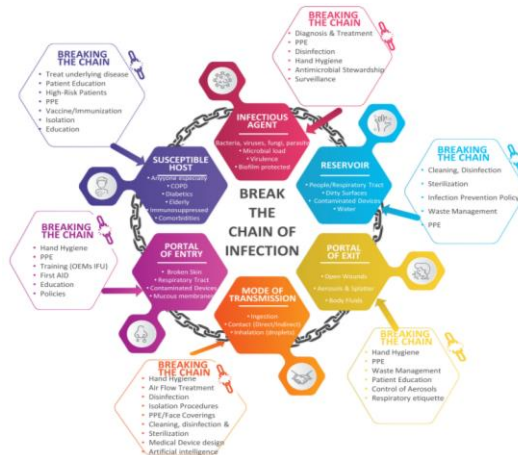 BREAKING
THE CHAIN
• Diagnosis & Treatment
• PPE
• Disinfection
• Hand Hygiene
• Antimicrobial Stewardship
• Surveillance
BREAKING
THE CHAIN
• Treat underlying disease
• Patient Education
• High-Risk Patients
• PPE
• Vaccine/Immunization
• Isolation
• Education
INFECTIOUS
AGENT
Bacteria, viruses, fungi, parasite
• Microbial load
• Virulence
• Biofilm protected
SUSCEPTIBLE
HOST
• Anyone especially
• COPD
• Diabetics
• Elderly
• Immunosuppressed
• Comorbidities
RESERVOIR
• People/Respiratory Tract
• Dirty Surfaces
• Contaminated Devices
• Water
BREAKING
THE CHAIN
• Cleaning, Disinfection
• Sterilization
• Infection Prevention Policy
• Waste Management
• PPE
BREAK
THE
CHAIN OF
INFECTION
BREAKING
THE CHAIN
• Hand Hygiene
• PPE
• Training (OEMs IFU)
• First AID
• Education
• Policies
PORTAL
OF ENTRY
• Broken Skin
• Respiratory Tract
• Contaminated Devices
• Mucous membranes
PORTAL
OF EXIT
• Open Wounds
• Aerosols & Splatter
• Body Fluids
MODE OF
TRANSMISSION
• Ingestion
• Contact (Direct/Indirect)
• Inhalation (droplets)
BREAKING
THE CHAIN
• Hand Hygiene
• PPE
• Waste Management
• Patient Education
• Control of Aerosols
• Respiratory etiquette
BREAKING
THE CHAIN
• Hand Hygiene
• Air Flow Treatment
• Disinfection
• Isolation Procedures
• PPE/Face Coverings
• Cleaning, disinfection &
• Sterilization
• Medical Device design
• Artificial intelligence